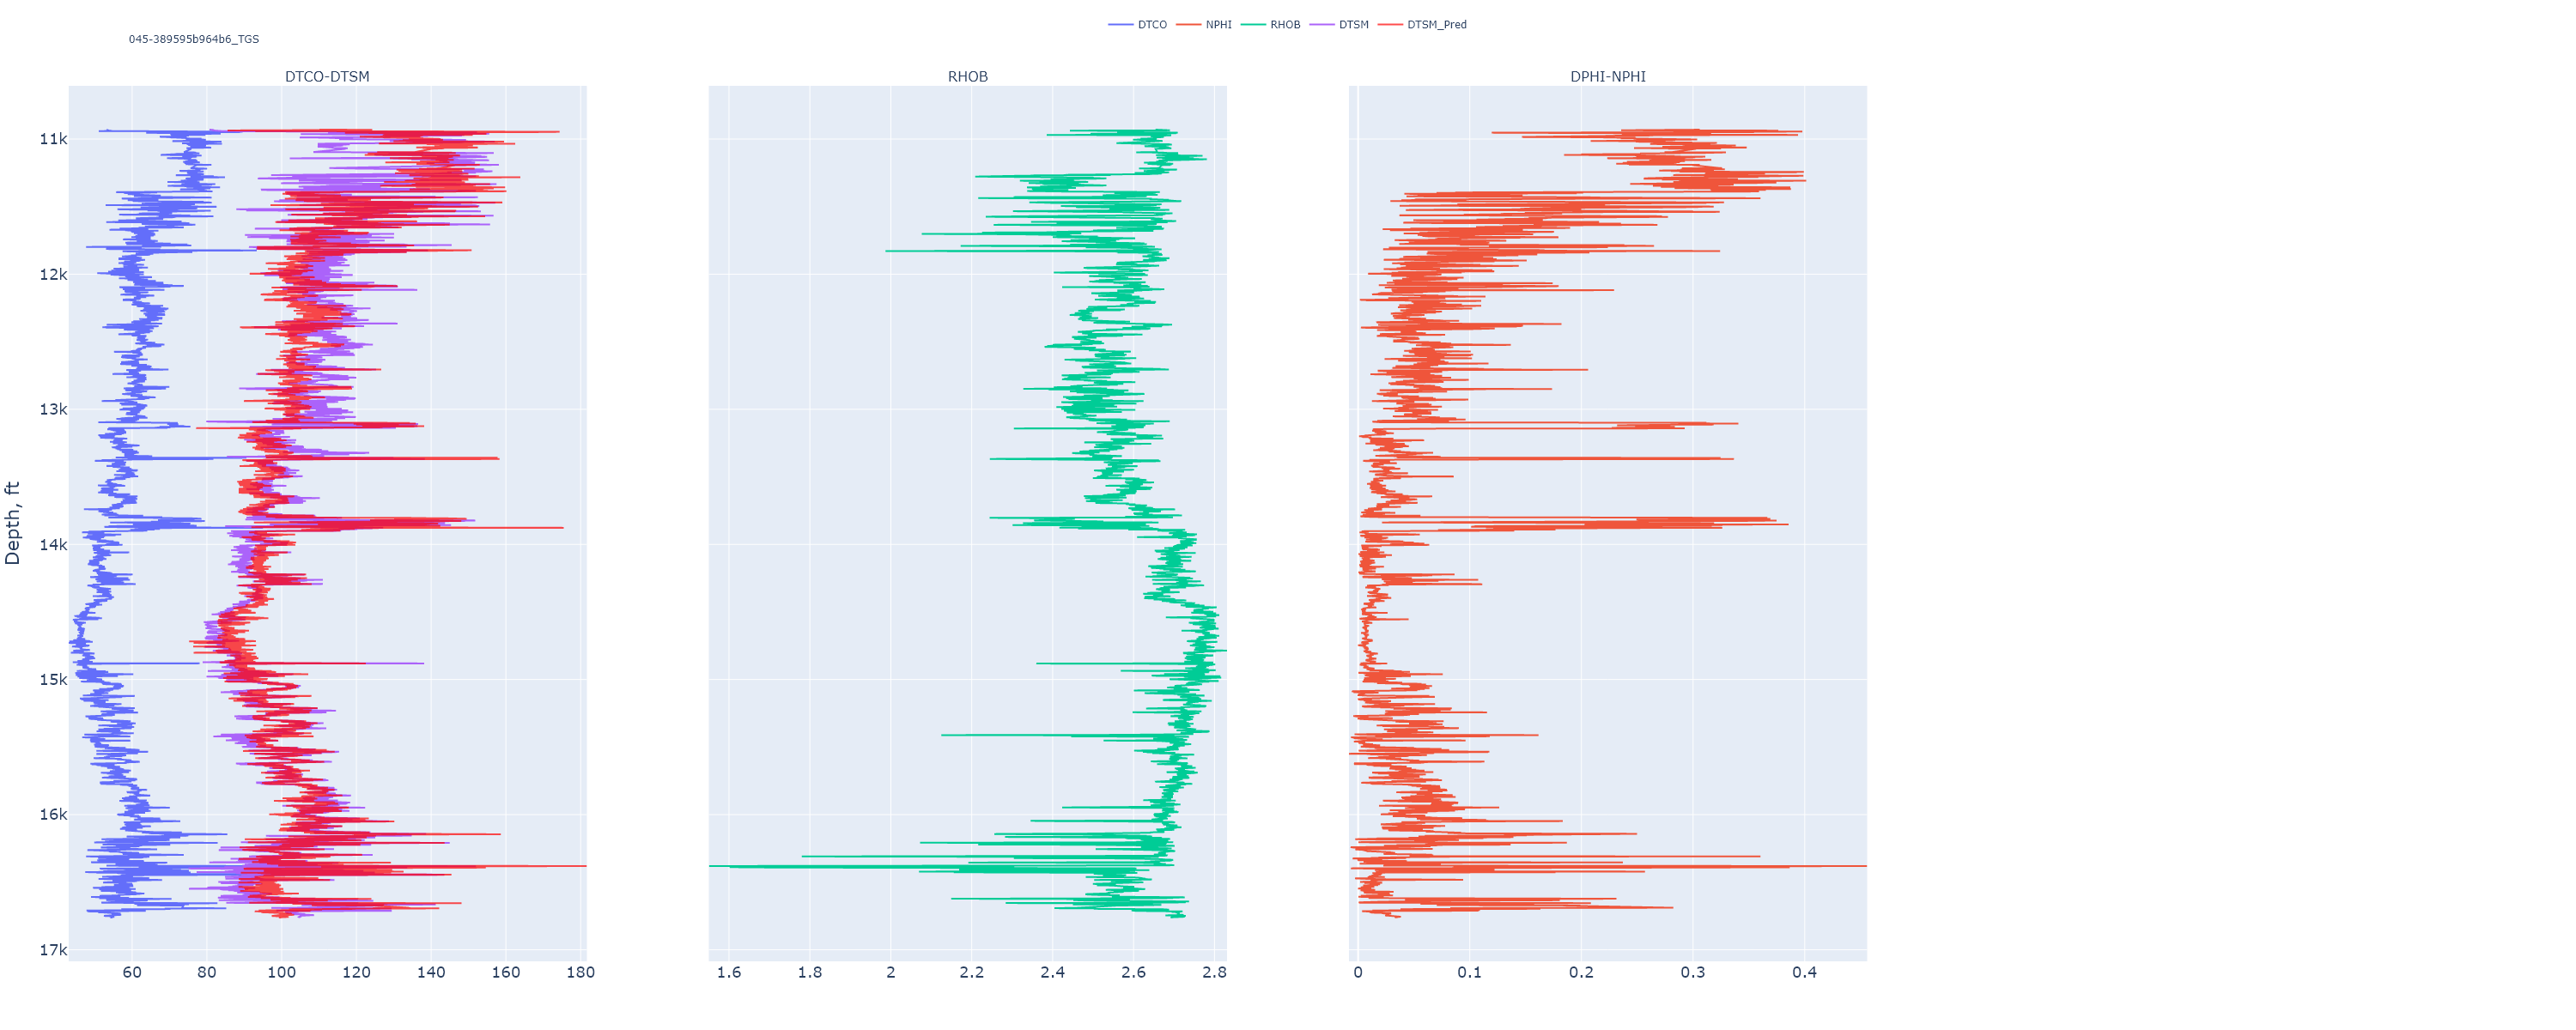 DTCO NPHI RHOB DTSM DTSM_Pred
045-389595b964b6_TGS
DTCO-DTSM RHOB DPHI-NPHI
Depth, ft
11k
12k
13k
14k
15k
16k
17k
60 80 100 120 140 160 180
1.6 1.8 2 2.2 2.4 2.6 2.8
0 0.1 0.2 0.3 0.4